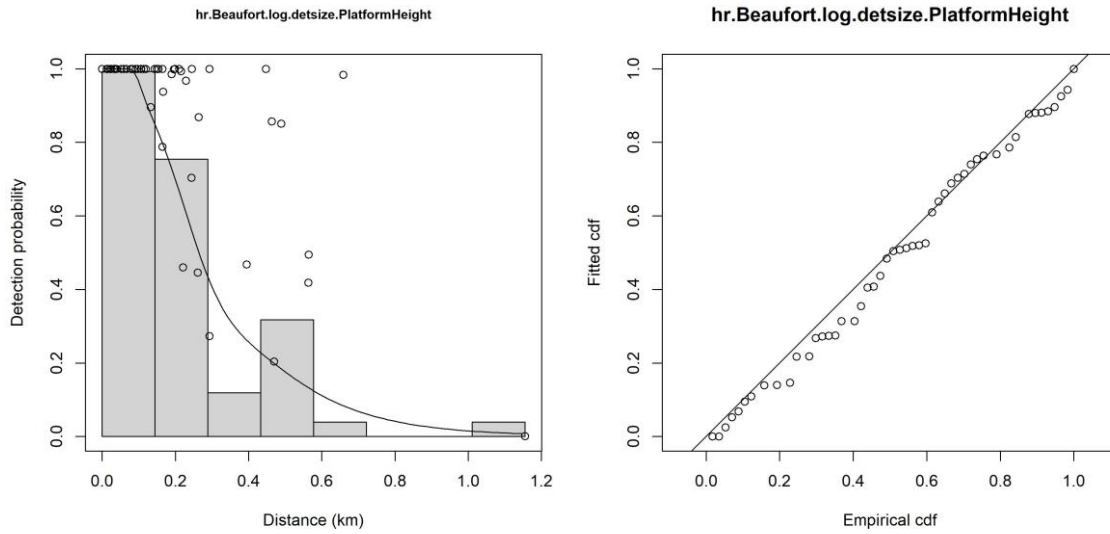 hr.Beaufort.log.detsize.PlatformHeight
Detection probability
1.0
0.8
0.6
0.4
0.2
0.0
0.0 0.2 0.4 0.6 0.8 1.0 1.2
Distance (km)
hr.Beaufort.log.detsize.PlatformHeight
Fitted cdf
1.0
0.8
0.6
0.4
0.2
0.0
0.0 0.2 0.4 0.6 0.8 1.0
Empirical cdf